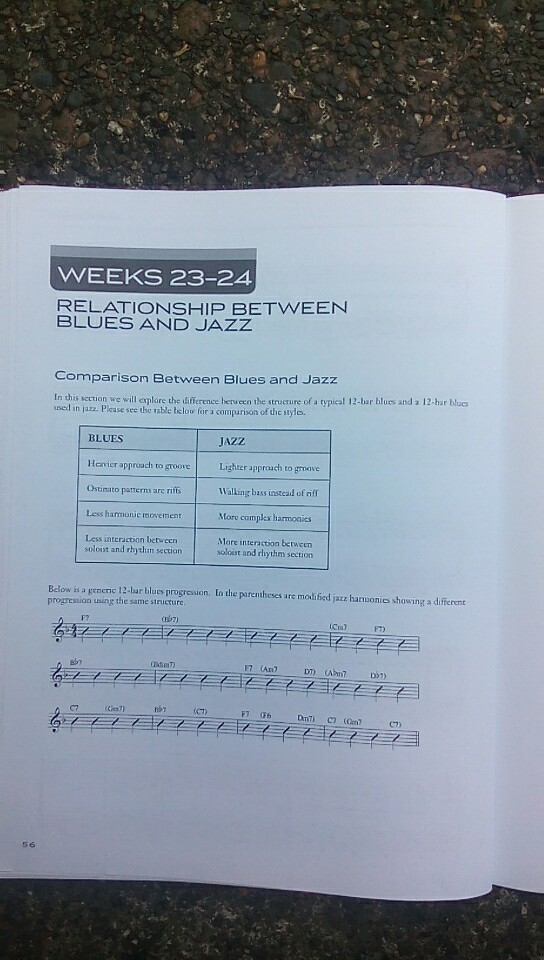 WEEKS 23–24
RELATIONSHIP BETWEEN
BLUES AND JAZZ
Comparison Between Blues and Jazz
In this section we will explore the difference between the structure of a typical 12-bar blues and a 12-bar blues
used in jazz. Please see the table below for a comparison of the styles.
BLUES JAZZ
Heavier approach to groove Lighter approach to groove
Ostinato patterns are riffs Walking bass instead of riff
Less harmonic movement More complex harmonies
Less interaction between More interaction between
soloist and rhythm section soloist and rhythm section
Below is a generic 12-bar blues progression. In the parentheses are modified jazz harmonies showing a different
progression using the same structure.
F7 (B♭7) (Cm7 F7)
4
4
B♭7 (Bdim7) F7 (Am7 D7) (A♭m7 D♭7)
C7 (Gm7) B♭7 (C7) F7 (F6 Dm7) C7 (Gm7 C7)
56